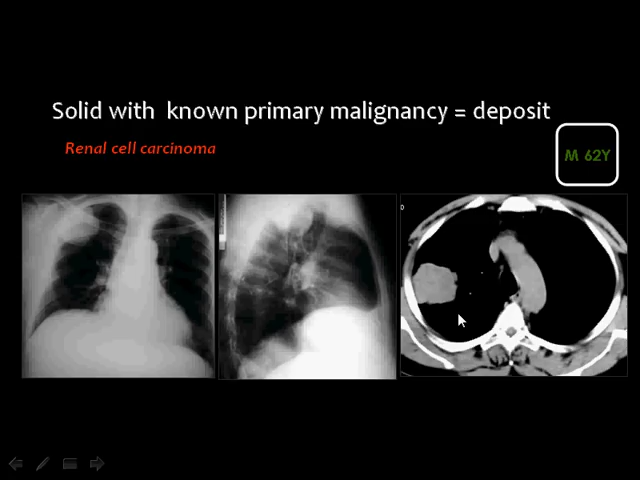 Solid with  known primary malignancy = deposit
Renal cell carcinoma
M 62Y